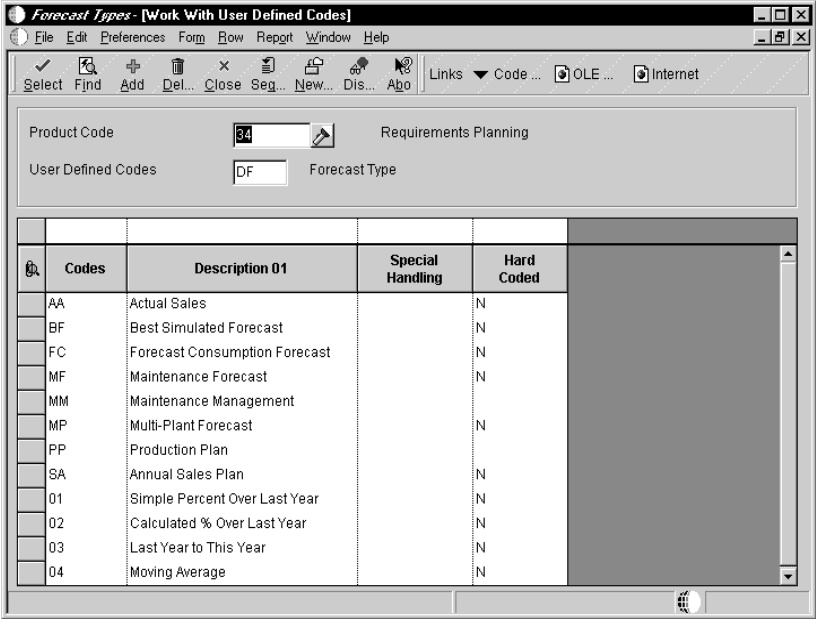 Forecast Types - [Work With User Defined Codes]
File Edit Preferences Form Row Report Window Help
Select Find Add Del... Close Seq... New... Dis... Abo Links Code ... OLE ... Internet
Product Code 34 Requirements Planning
User Defined Codes DF Forecast Type
Codes Description 01 Special Handling Hard Coded
AA Actual Sales N
BF Best Simulated Forecast N
FC Forecast Consumption Forecast N
MF Maintenance Forecast N
MM Maintenance Management
MP Multi-Plant Forecast N
PP Production Plan
SA Annual Sales Plan N
01 Simple Percent Over Last Year N
02 Calculated % Over Last Year N
03 Last Year to This Year N
04 Moving Average N